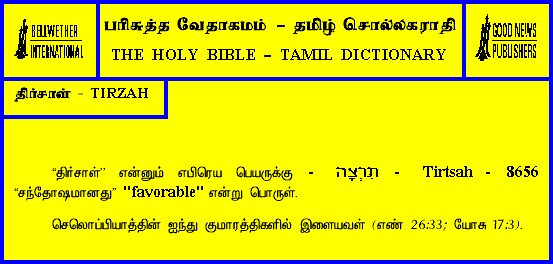 BELLWETHER
INTERNATIONAL
பரிசுத்த வேதாகமம் – தமிழ் சொல்லகராதி
THE HOLY BIBLE – TAMIL DICTIONARY
GOOD NEWS
PUBLISHERS
திர்சாள் - TIRZAH
“திர்சாள்” என்னும் எபிரெய பெயருக்கு - תִּרְצָה - Tirtsah - 8656
“சந்தோஷமானது” "favorable" என்று பொருள்.
செலொப்பியாத்தின் ஐந்து குமாரத்திகளில் இளையவள் (எண் 26:33; யோசு 17:3).